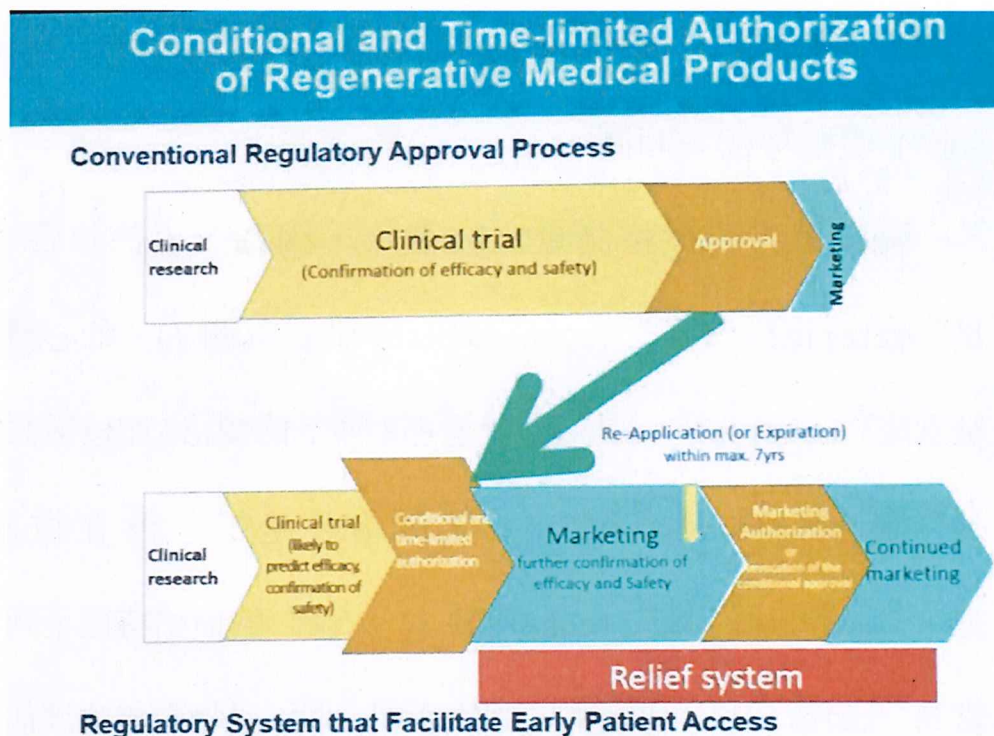 Conditional and Time-limited Authorization
of Regenerative Medical Products
Conventional Regulatory Approval Process
Clinical
research
Clinical trial
(Confirmation of efficacy and safety)
Approval
Marketing
Re-Application (or Expiration)
within max. 7yrs
Clinical
research
Clinical trial
(likely to
predict efficacy,
confirmation of
safety)
Conditional and
time-limited
authorization
Marketing
further confirmation of
efficacy and Safety
Marketing
Authorization
or
Revocation of the
conditional approval
Continued
marketing
Relief system
Regulatory System that Facilitate Early Patient Access